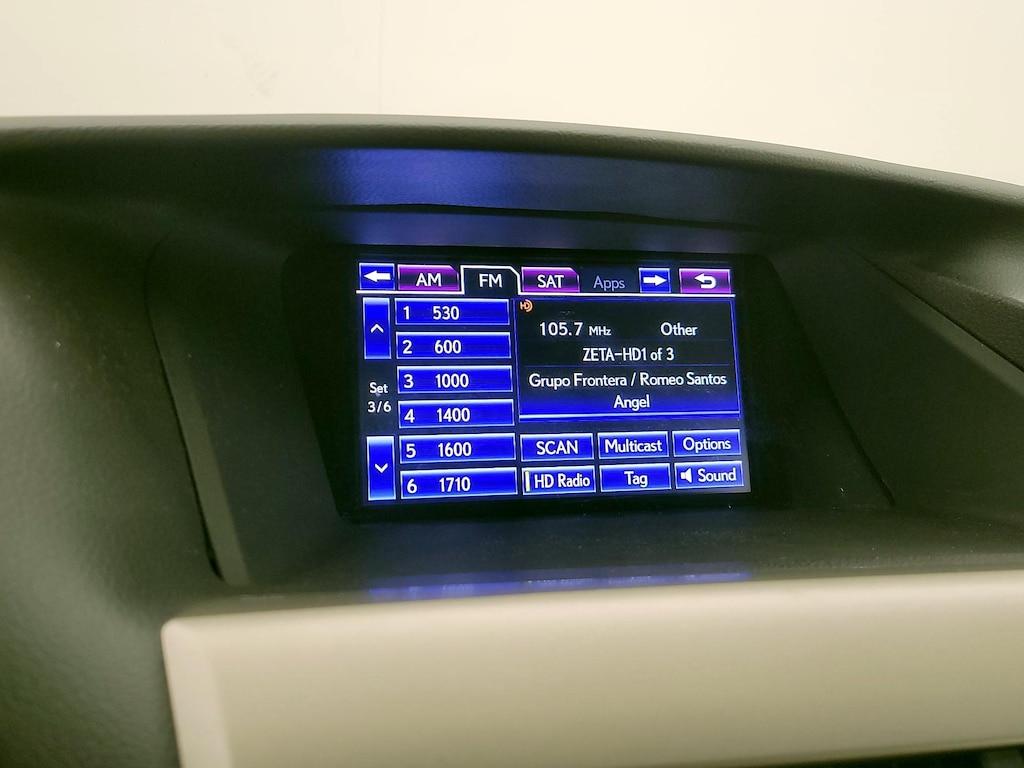 AM FM SAT Apps
1 530
2 600
3 1000
4 1400
5 1600
6 1710
Set
3/6
HD
105.7 MHz Other
ZETA-HD1 of 3
Grupo Frontera / Romeo Santos
Angel
SCAN Multicast Options
HD Radio Tag Sound